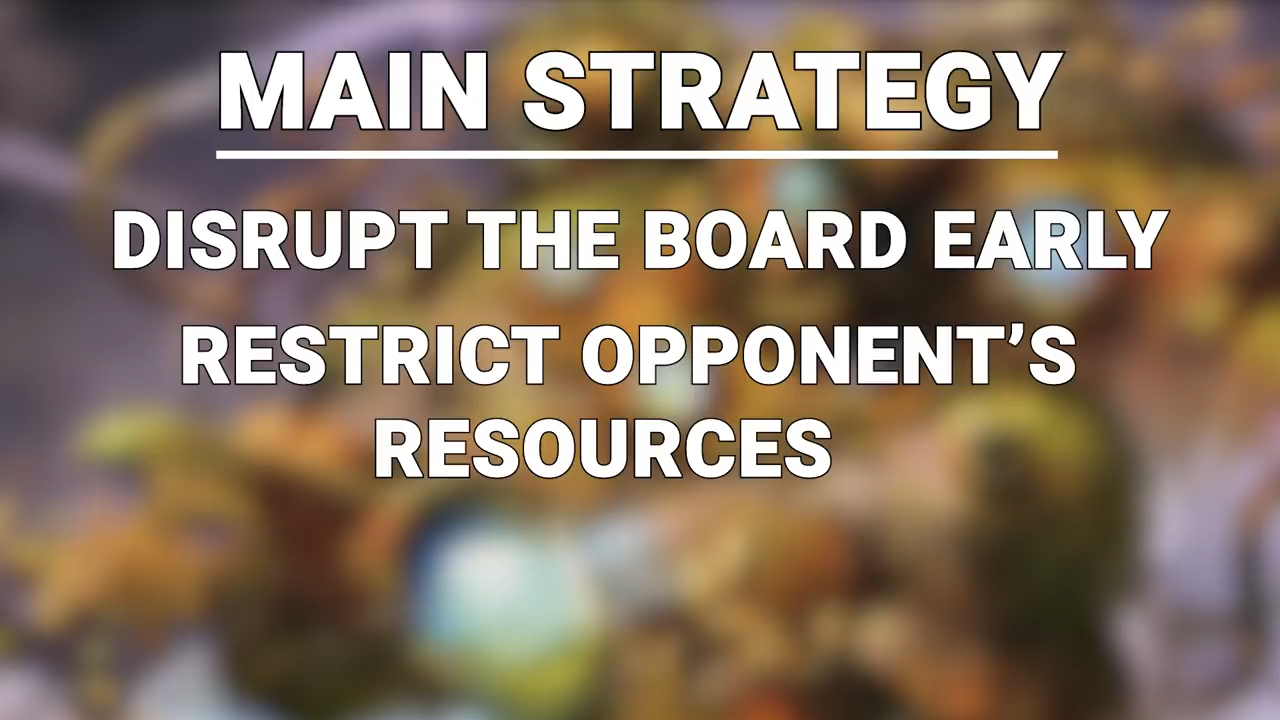 MAIN STRATEGY
DISRUPT THE BOARD EARLY
RESTRICT OPPONENT’S
RESOURCES